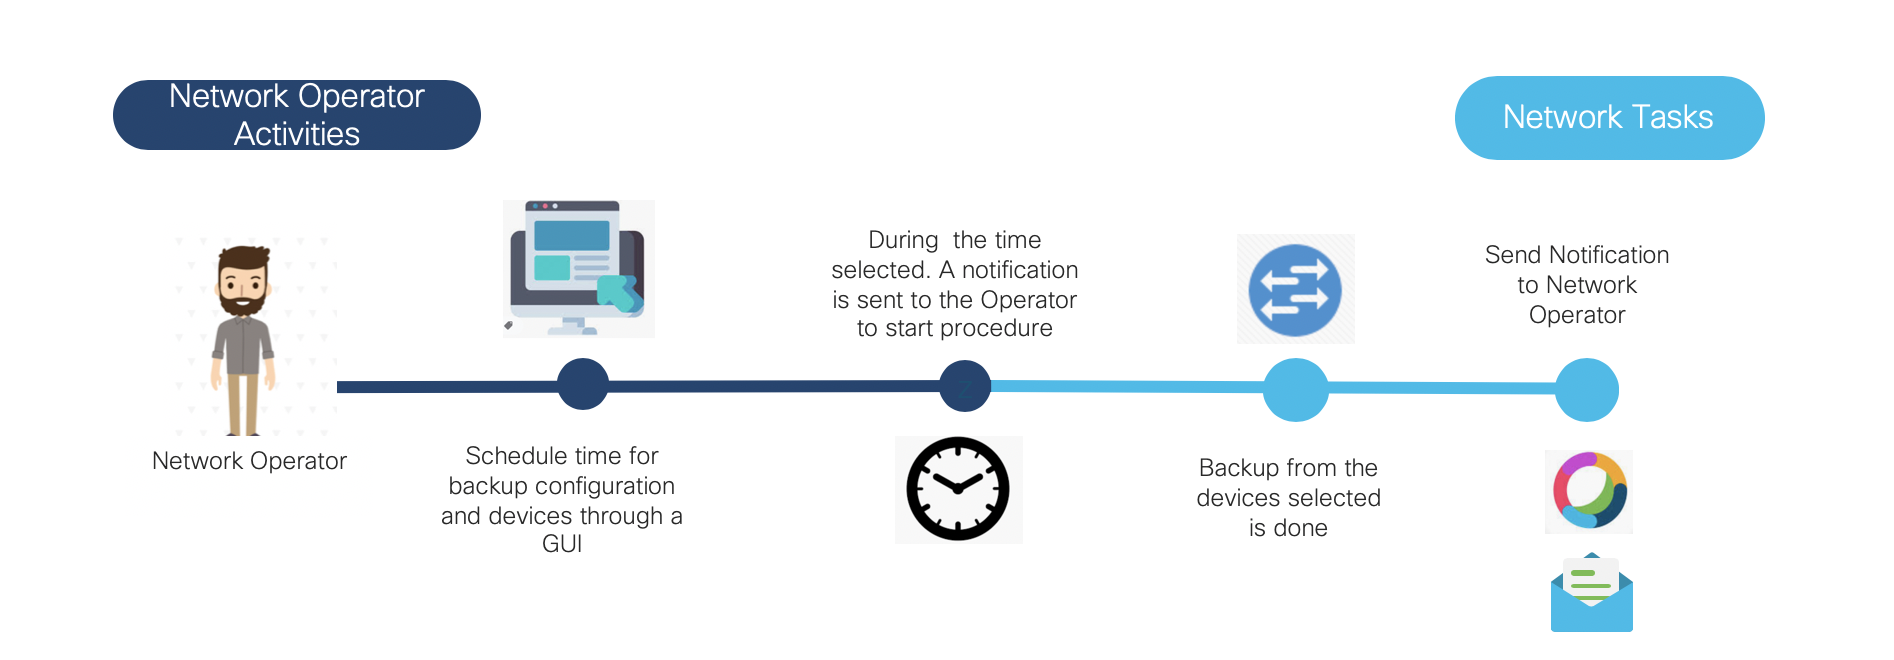 Network Operator
Activities
Network Tasks
Network Operator
Schedule time for
backup configuration
and devices through a
GUI
During the time
selected. A notification
is sent to the Operator
to start procedure
z
Backup from the
devices selected
is done
Send Notification
to Network
Operator